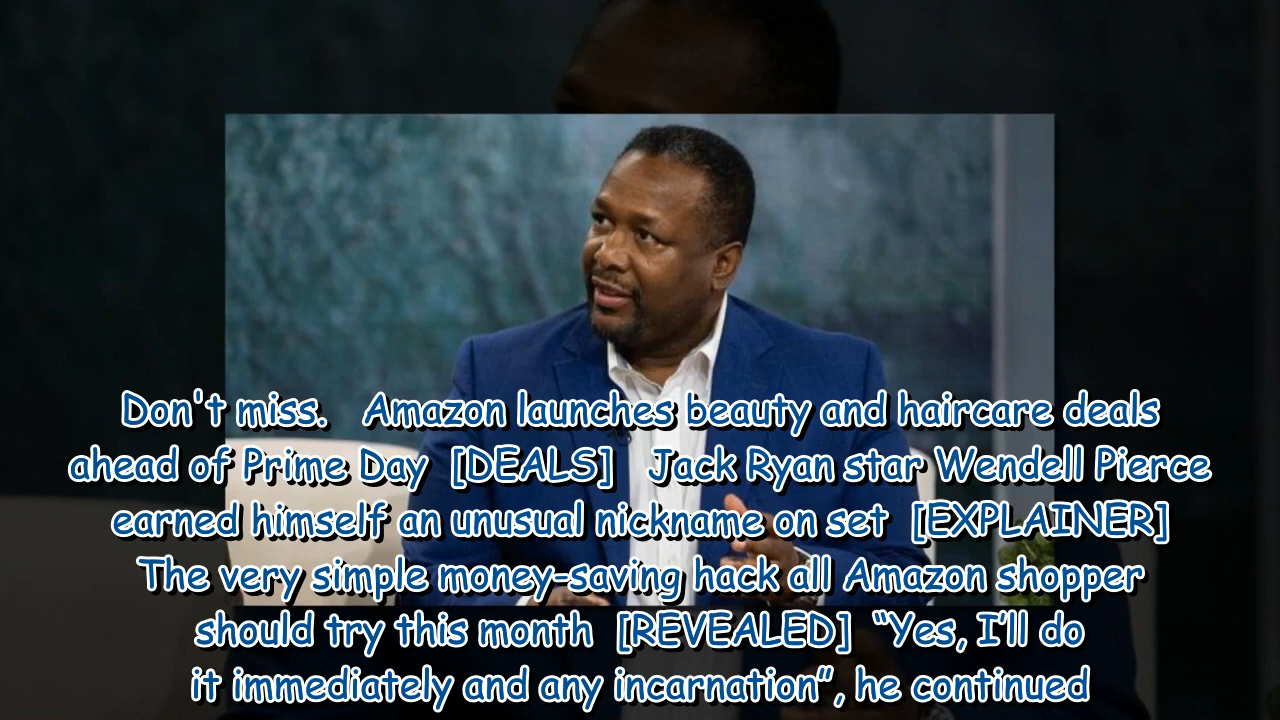 Don't miss.   Amazon launches beauty and haircare deals
ahead of Prime Day  [DEALS]   Jack Ryan star Wendell Pierce
earned himself an unusual nickname on set  [EXPLAINER]
The very simple money-saving hack all Amazon shopper
should try this month  [REVEALED]  “Yes, I’ll do
it immediately and any incarnation”, he continued